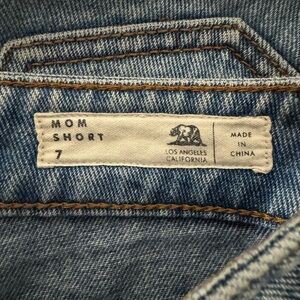 MOM
SHORT
7
LOS ANGELES
CALIFORNIA
MADE
IN
CHINA